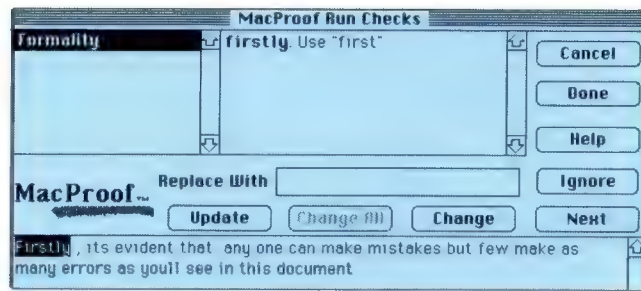 MacProof Run Checks
Formality
firstly. Use "first"
Cancel
Done
Help
Ignore
Next
MacProof™
Replace With
Update
Change All
Change
Firstly , its evident that any one can make mistakes but few make as
many errors as youll see in this document